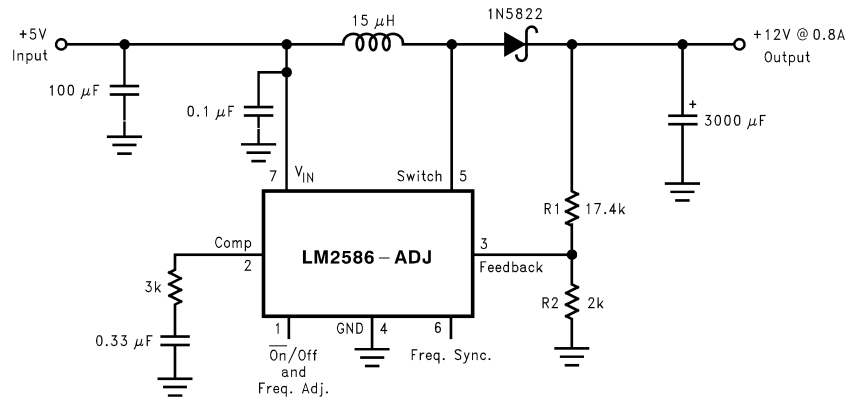 1N5822
15 μH
+5V
Input
+12V @ 0.8A
Output
100 μF
0.1 μF
+
3000 μF
7 VIN
Switch 5
R1 17.4k
Comp
2
LM2586–ADJ
3
Feedback
3k
R2 2k
0.33 μF
1
GND 4
6
On/Off
and
Freq. Adj.
Freq. Sync.